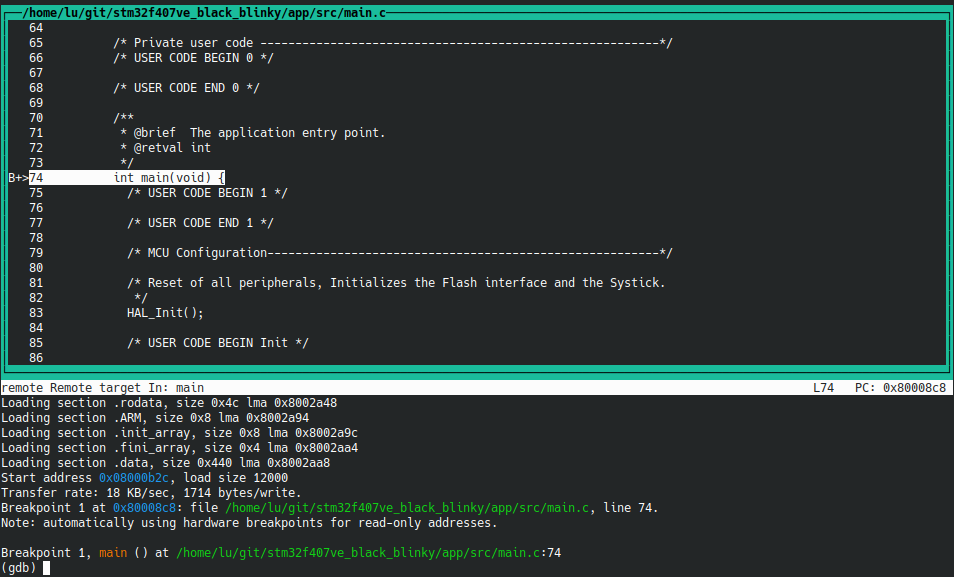 /home/lu/git/stm32f407ve_black_blinky/app/src/main.c
64
65 /* Private user code ---------------------------------------------------------*/
66 /* USER CODE BEGIN 0 */
67
68 /* USER CODE END 0 */
69
70 /**
71  * @brief  The application entry point.
72  * @retval int
73  */
B+>74 int main(void) {
75   /* USER CODE BEGIN 1 */
76
77   /* USER CODE END 1 */
78
79   /* MCU Configuration--------------------------------------------------------*/
80
81   /* Reset of all peripherals, Initializes the Flash interface and the Systick.
82    */
83   HAL_Init();
84
85   /* USER CODE BEGIN Init */
86
remote Remote target In: main L74 PC: 0x80008c8
Loading section .rodata, size 0x4c lma 0x8002a48
Loading section .ARM, size 0x8 lma 0x8002a94
Loading section .init_array, size 0x8 lma 0x8002a9c
Loading section .fini_array, size 0x4 lma 0x8002aa4
Loading section .data, size 0x440 lma 0x8002aa8
Start address 0x08000b2c, load size 12000
Transfer rate: 18 KB/sec, 1714 bytes/write.
Breakpoint 1 at 0x80008c8: file /home/lu/git/stm32f407ve_black_blinky/app/src/main.c, line 74.
Note: automatically using hardware breakpoints for read-only addresses.
Breakpoint 1, main () at /home/lu/git/stm32f407ve_black_blinky/app/src/main.c:74
(gdb)